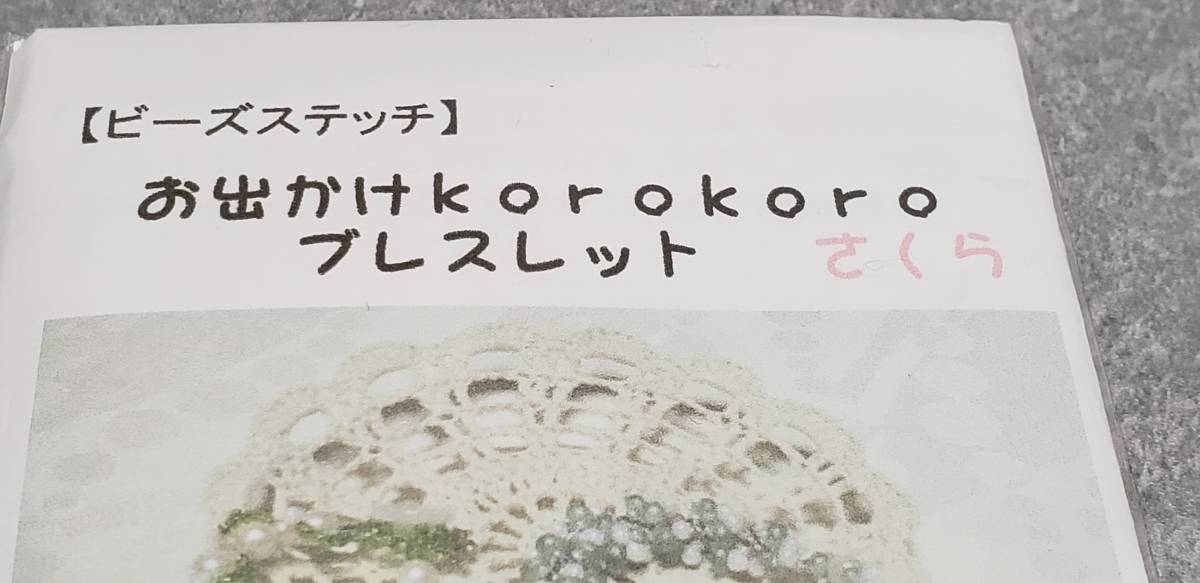 【ビーズステッチ】
お出かけkorokoro
ブレスレット さくら